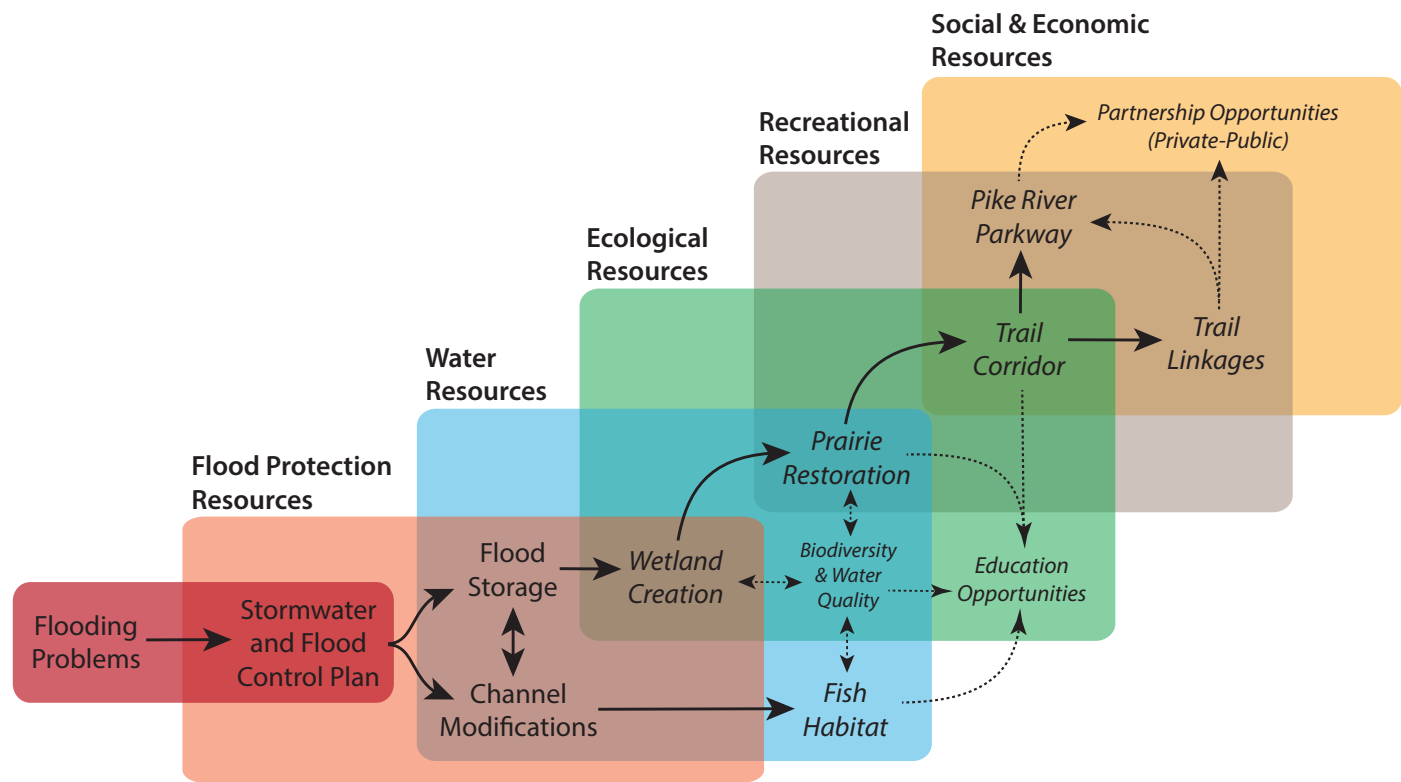 Social & Economic
Resources
Partnership Opportunities
(Private-Public)
Recreational
Resources
Pike River
Parkway
Ecological
Resources
Trail
Corridor
Trail
Linkages
Water
Resources
Prairie
Restoration
Flood Protection
Resources
Flood
Storage
Wetland
Creation
Biodiversity
& Water
Quality
Education
Opportunities
Flooding
Problems
Stormwater
and Flood
Control Plan
Channel
Modifications
Fish
Habitat